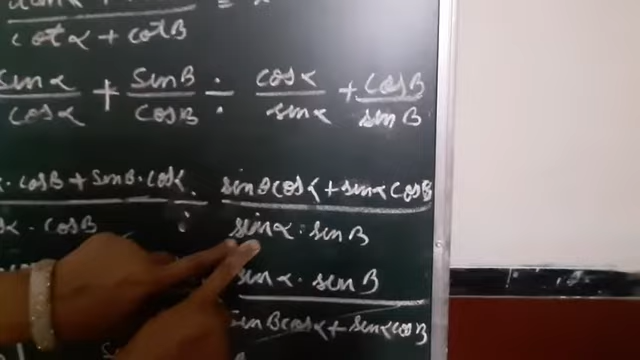 cotα + cotB
sinα/cosα + sinB/cosB ÷ cosα/sinα + cosB/sinB
· cosB + sinB · cosα ÷ sinBcosα + sinα cosB
· cosB sinα · sinB
sinα · sinB
sinBcosα + sinαcosB